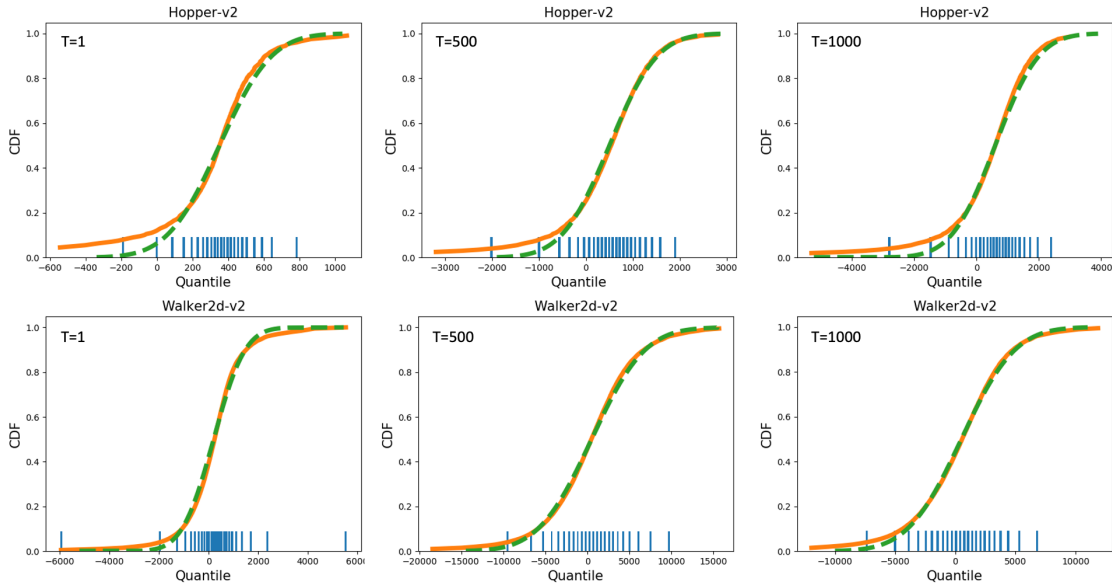 Hopper-v2
T=1
CDF
1.0
0.8
0.6
0.4
0.2
0.0
−600 −400 −200 0 200 400 600 800 1000
Quantile
Hopper-v2
T=500
CDF
1.0
0.8
0.6
0.4
0.2
0.0
−3000 −2000 −1000 0 1000 2000 3000
Quantile
Hopper-v2
T=1000
CDF
1.0
0.8
0.6
0.4
0.2
0.0
−4000 −2000 0 2000 4000
Quantile
Walker2d-v2
T=1
CDF
1.0
0.8
0.6
0.4
0.2
0.0
−6000 −4000 −2000 0 2000 4000 6000
Quantile
Walker2d-v2
T=500
CDF
1.0
0.8
0.6
0.4
0.2
0.0
−20000 −15000 −10000 −5000 0 5000 10000 15000
Quantile
Walker2d-v2
T=1000
CDF
1.0
0.8
0.6
0.4
0.2
0.0
−10000 −5000 0 5000 10000
Quantile